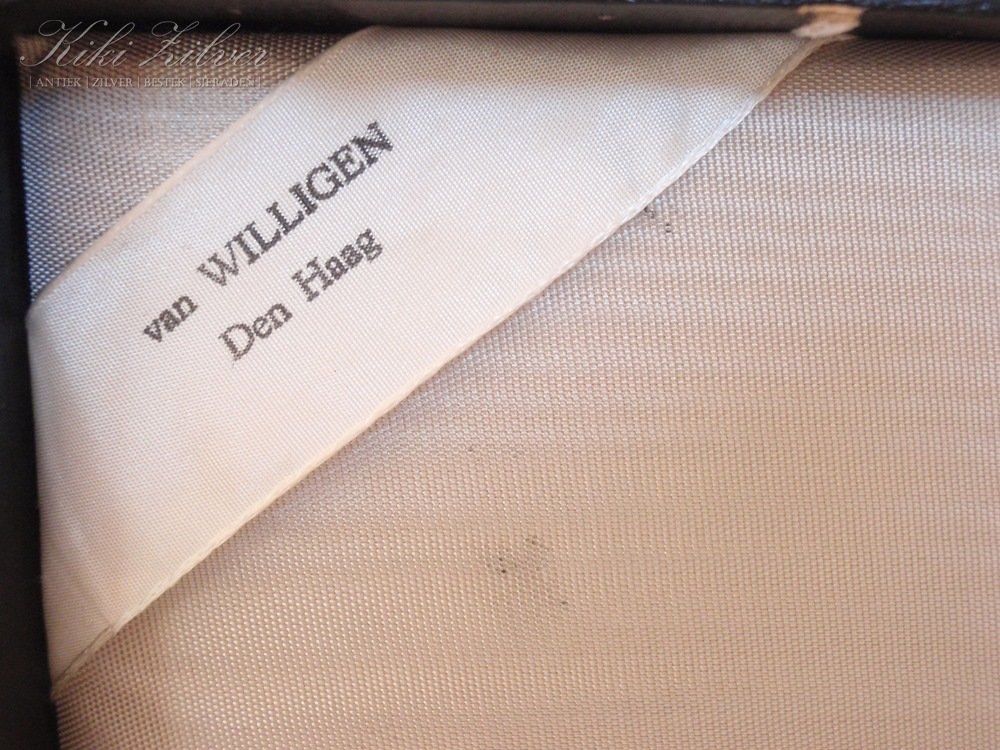 Kiki Zilver
| ANTIEK | ZILVER | BESTEK | SIERADEN |
van WILLIGEN
Den Haag